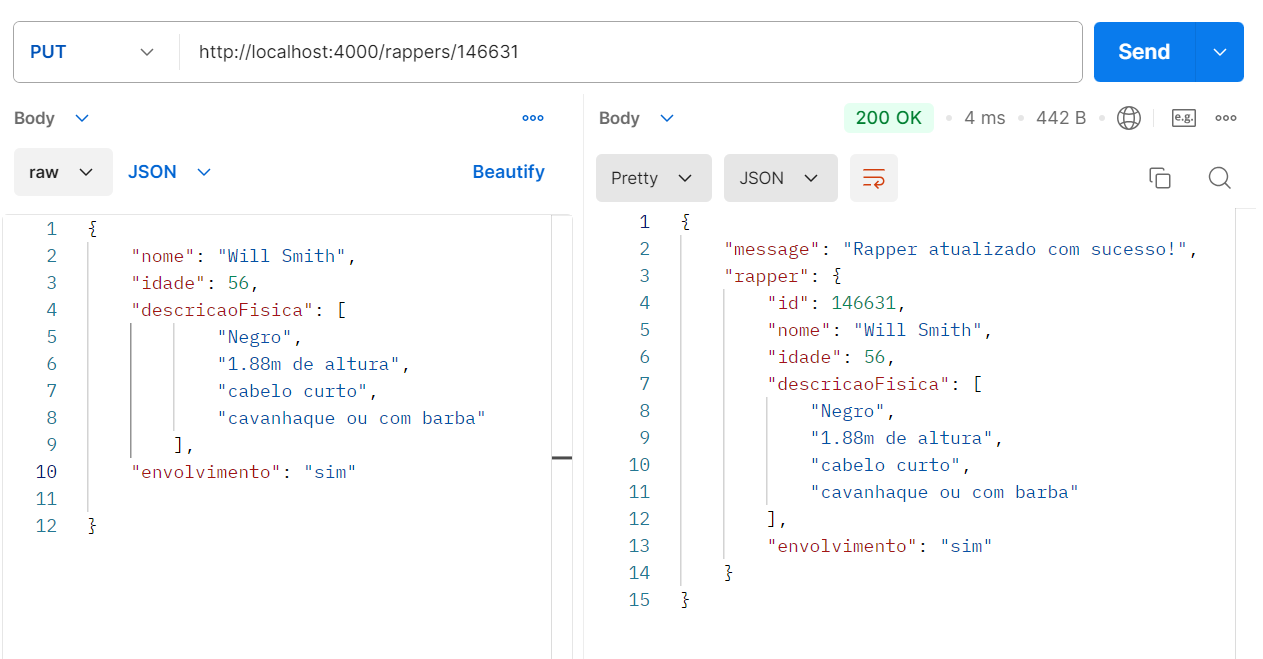 PUT http://localhost:4000/rappers/146631 Send
Body
raw JSON Beautify
1 {
2 "nome": "Will Smith",
3 "idade": 56,
4 "descricaoFisica": [
5 "Negro",
6 "1.88m de altura",
7 "cabelo curto",
8 "cavanhaque ou com barba"
9 ],
10 "envolvimento": "sim"
11
12 }
Body 200 OK 4 ms 442 B e.g.
Pretty JSON
1 {
2 "message": "Rapper atualizado com sucesso!",
3 "rapper": {
4 "id": 146631,
5 "nome": "Will Smith",
6 "idade": 56,
7 "descricaoFisica": [
8 "Negro",
9 "1.88m de altura",
10 "cabelo curto",
11 "cavanhaque ou com barba"
12 ],
13 "envolvimento": "sim"
14 }
15 }